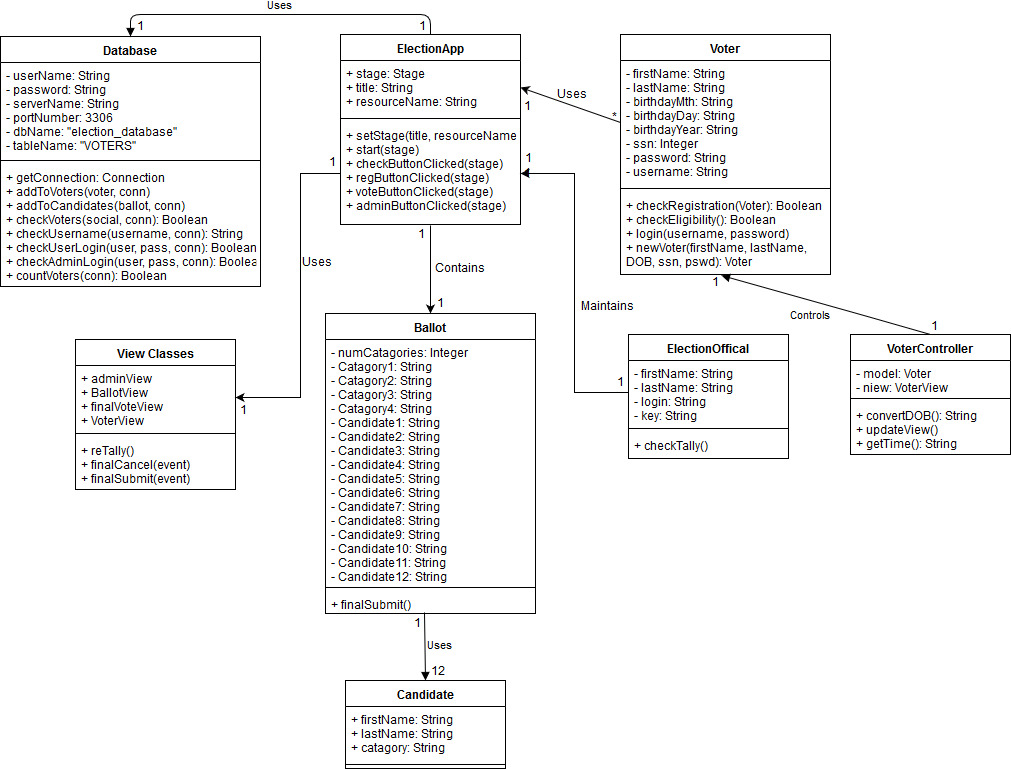 Uses
1
1
Database
- userName: String
- password: String
- serverName: String
- portNumber: 3306
- dbName: "election_database"
- tableName: "VOTERS"
+ getConnection: Connection
+ addToVoters(voter, conn)
+ addToCandidates(ballot, conn)
+ checkVoters(social, conn): Boolean
+ checkUsername(username, conn): String
+ checkUserLogin(user, pass, conn): Boolean
+ checkAdminLogin(user, pass, conn): Boolea
+ countVoters(conn): Boolean
ElectionApp
+ stage: Stage
+ title: String
+ resourceName: String
+ setStage(title, resourceName
+ start(stage)
+ checkButtonClicked(stage)
+ regButtonClicked(stage)
+ voteButtonClicked(stage)
+ adminButtonClicked(stage)
Uses
1
*
Voter
- firstName: String
- lastName: String
- birthdayMth: String
- birthdayDay: String
- birthdayYear: String
- ssn: Integer
- password: String
- username: String
+ checkRegistration(Voter): Boolean
+ checkEligibility(): Boolean
+ login(username, password)
+ newVoter(firstName, lastName,
DOB, ssn, pswd): Voter
1
Uses
1
1
Contains
1
1
Maintains
1
1
Controls
1
View Classes
+ adminView
+ BallotView
+ finalVoteView
+ VoterView
+ reTally()
+ finalCancel(event)
+ finalSubmit(event)
Ballot
- numCatagories: Integer
- Catagory1: String
- Catagory2: String
- Catagory3: String
- Catagory4: String
- Candidate1: String
- Candidate2: String
- Candidate3: String
- Candidate4: String
- Candidate5: String
- Candidate6: String
- Candidate7: String
- Candidate8: String
- Candidate9: String
- Candidate10: String
- Candidate11: String
- Candidate12: String
+ finalSubmit()
ElectionOffical
- firstName: String
- lastName: String
- login: String
- key: String
+ checkTally()
VoterController
- model: Voter
- niew: VoterView
+ convertDOB(): String
+ updateView()
+ getTime(): String
1
Uses
12
Candidate
+ firstName: String
+ lastName: String
+ catagory: String